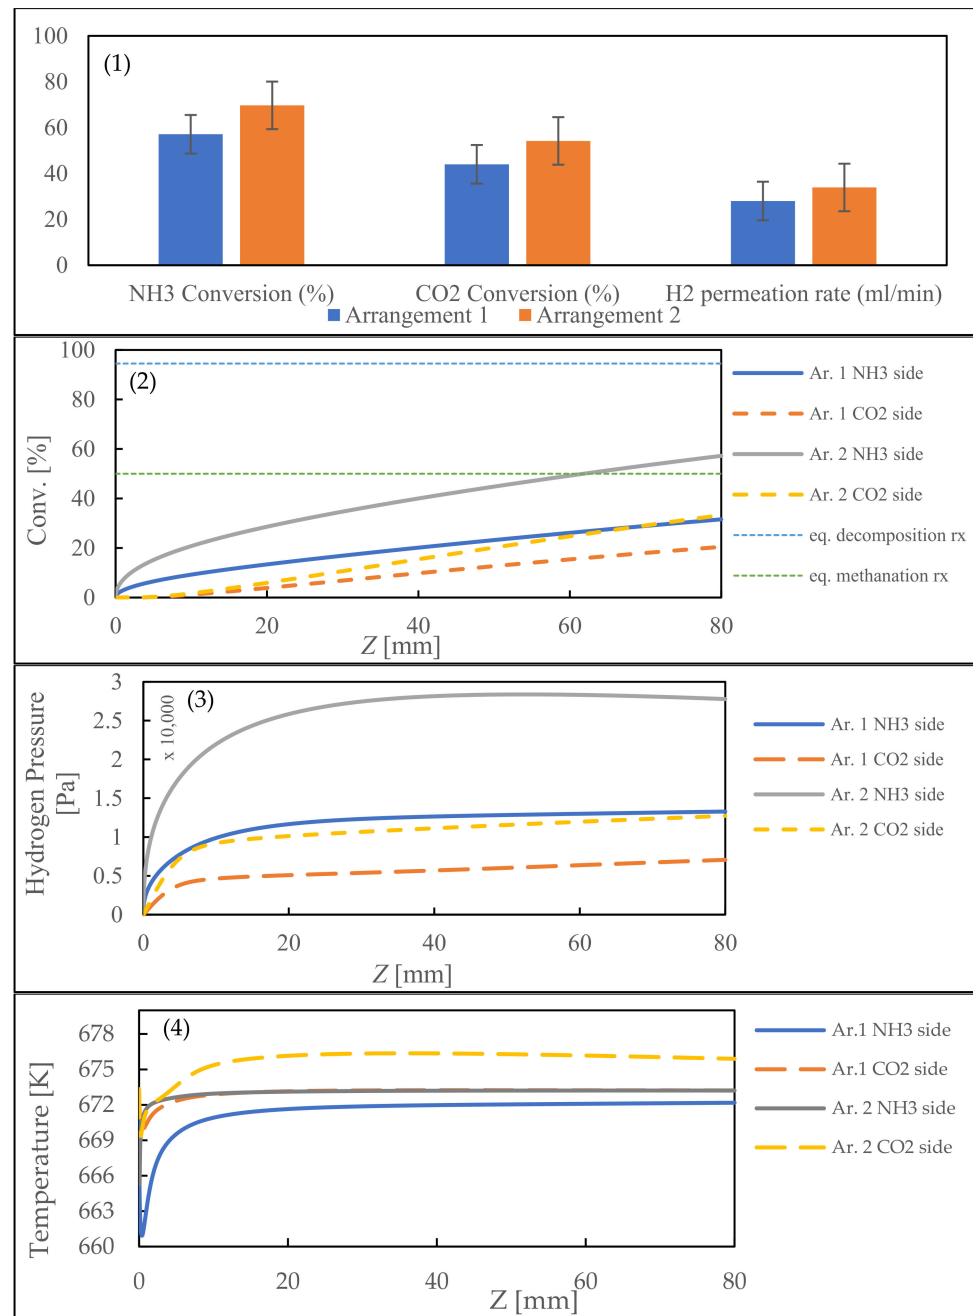 100
(1)
80
60
40
20
0
NH3 Conversion (%) CO2 Conversion (%) H2 permeation rate (ml/min)
Arrangement 1 Arrangement 2
100
(2)
80
60
40
20
0
Conv. [%]
0 20 40 60 80
Z [mm]
Ar. 1 NH3 side
Ar. 1 CO2 side
Ar. 2 NH3 side
Ar. 2 CO2 side
eq. decomposition rx
eq. methanation rx
3
(3)
2.5
2
1.5
1
0.5
0
x 10,000
Hydrogen Pressure
[Pa]
0 20 40 60 80
Z [mm]
Ar. 1 NH3 side
Ar. 1 CO2 side
Ar. 2 NH3 side
Ar. 2 CO2 side
(4)
678
675
672
669
666
663
660
Temperature [K]
0 20 40 60 80
Z [mm]
Ar.1 NH3 side
Ar.1 CO2 side
Ar. 2 NH3 side
Ar. 2 CO2 side